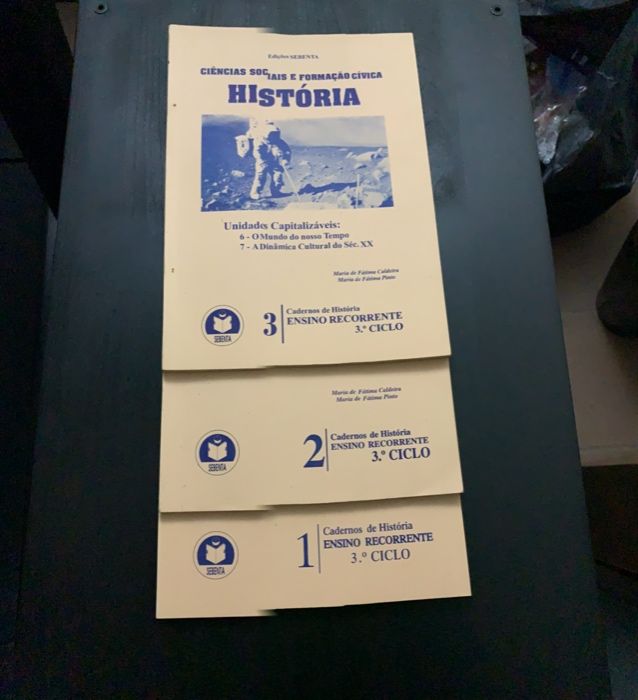 Edições SEBENTA
CIÊNCIAS SOCIAIS E FORMAÇÃO CÍVICA
HISTÓRIA
Unidades Capitalizáveis:
6 - O Mundo do nosso Tempo
7 - A Dinâmica Cultural do Séc. XX
Maria de Fátima Caldeira
Maria de Fátima Pinto
SEBENTA
3
Cadernos de História
ENSINO RECORRENTE
3.º CICLO
Maria de Fátima Caldeira
Maria de Fátima Pinto
SEBENTA
2
Cadernos de História
ENSINO RECORRENTE
3.º CICLO
SEBENTA
1
Cadernos de História
ENSINO RECORRENTE
3.º CICLO